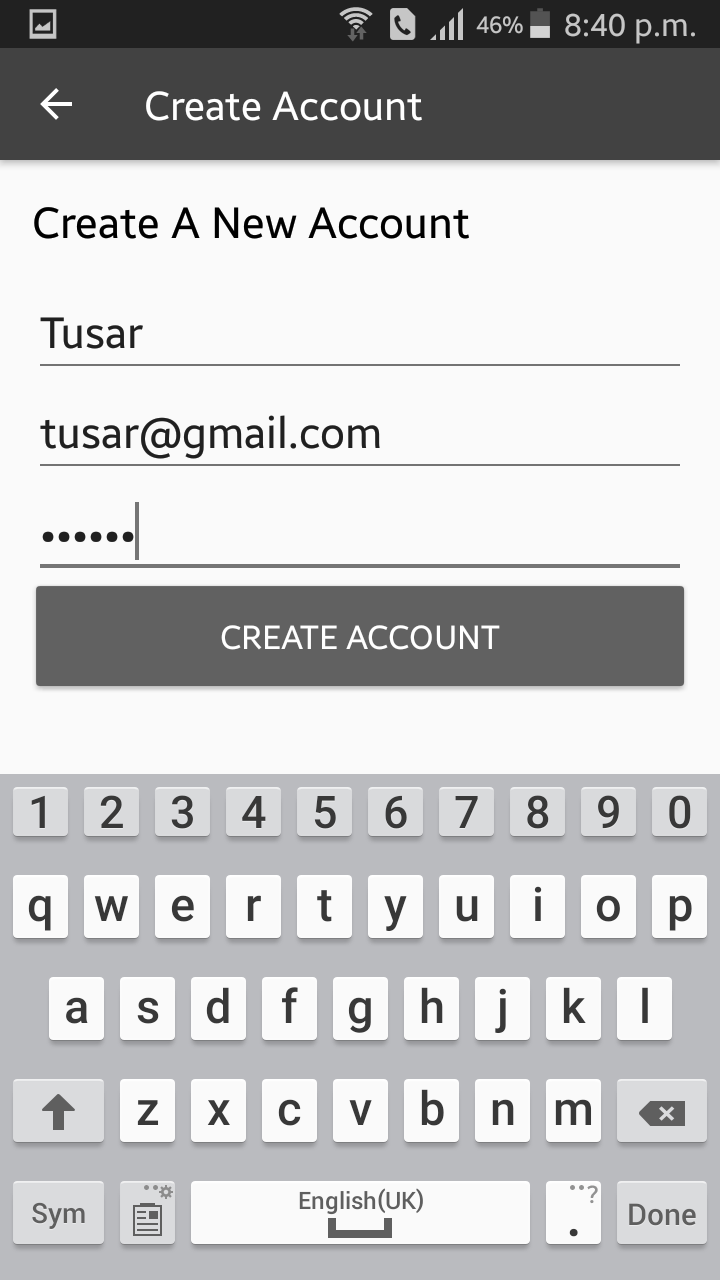 46% 8:40 p.m.
Create Account
Create A New Account
Tusar
tusar@gmail.com
••••••
CREATE ACCOUNT
1 2 3 4 5 6 7 8 9 0
q w e r t y u i o p
a s d f g h j k l
z x c v b n m
Sym English(UK) . ? Done